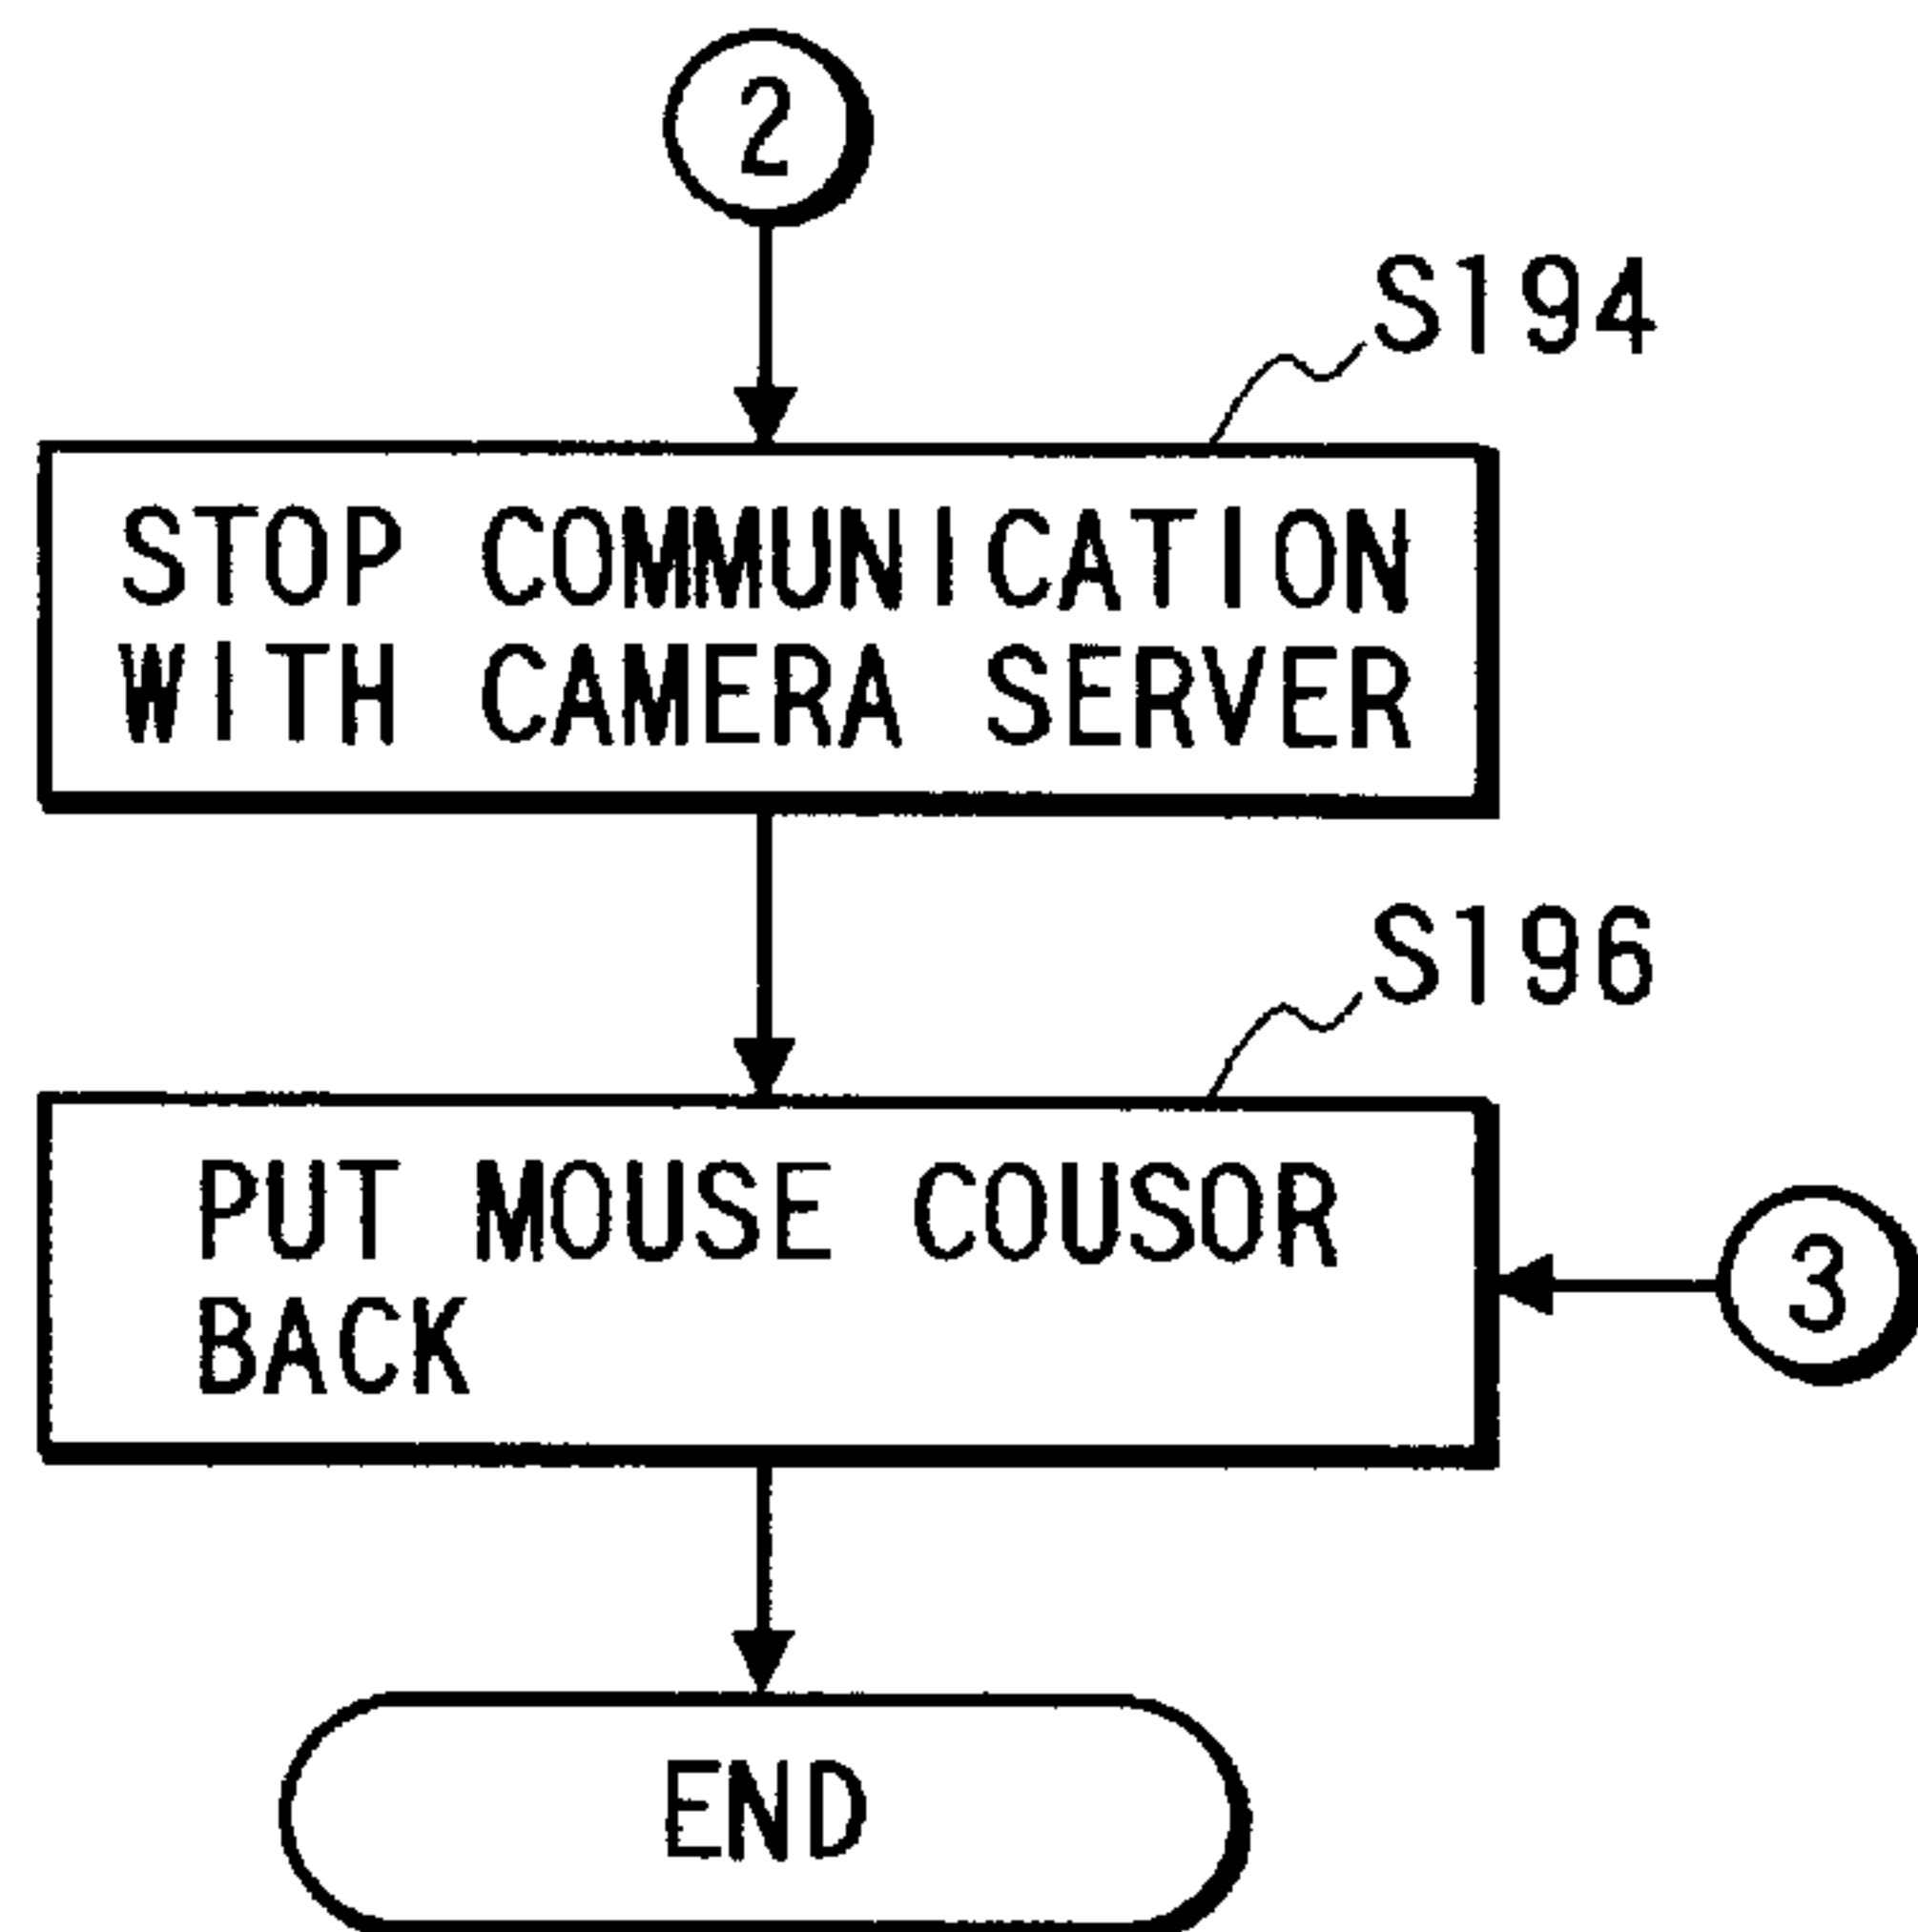 2
S194
STOP COMMUNICATION
WITH CAMERA SERVER
S196
PUT MOUSE COUSOR
BACK
3
END